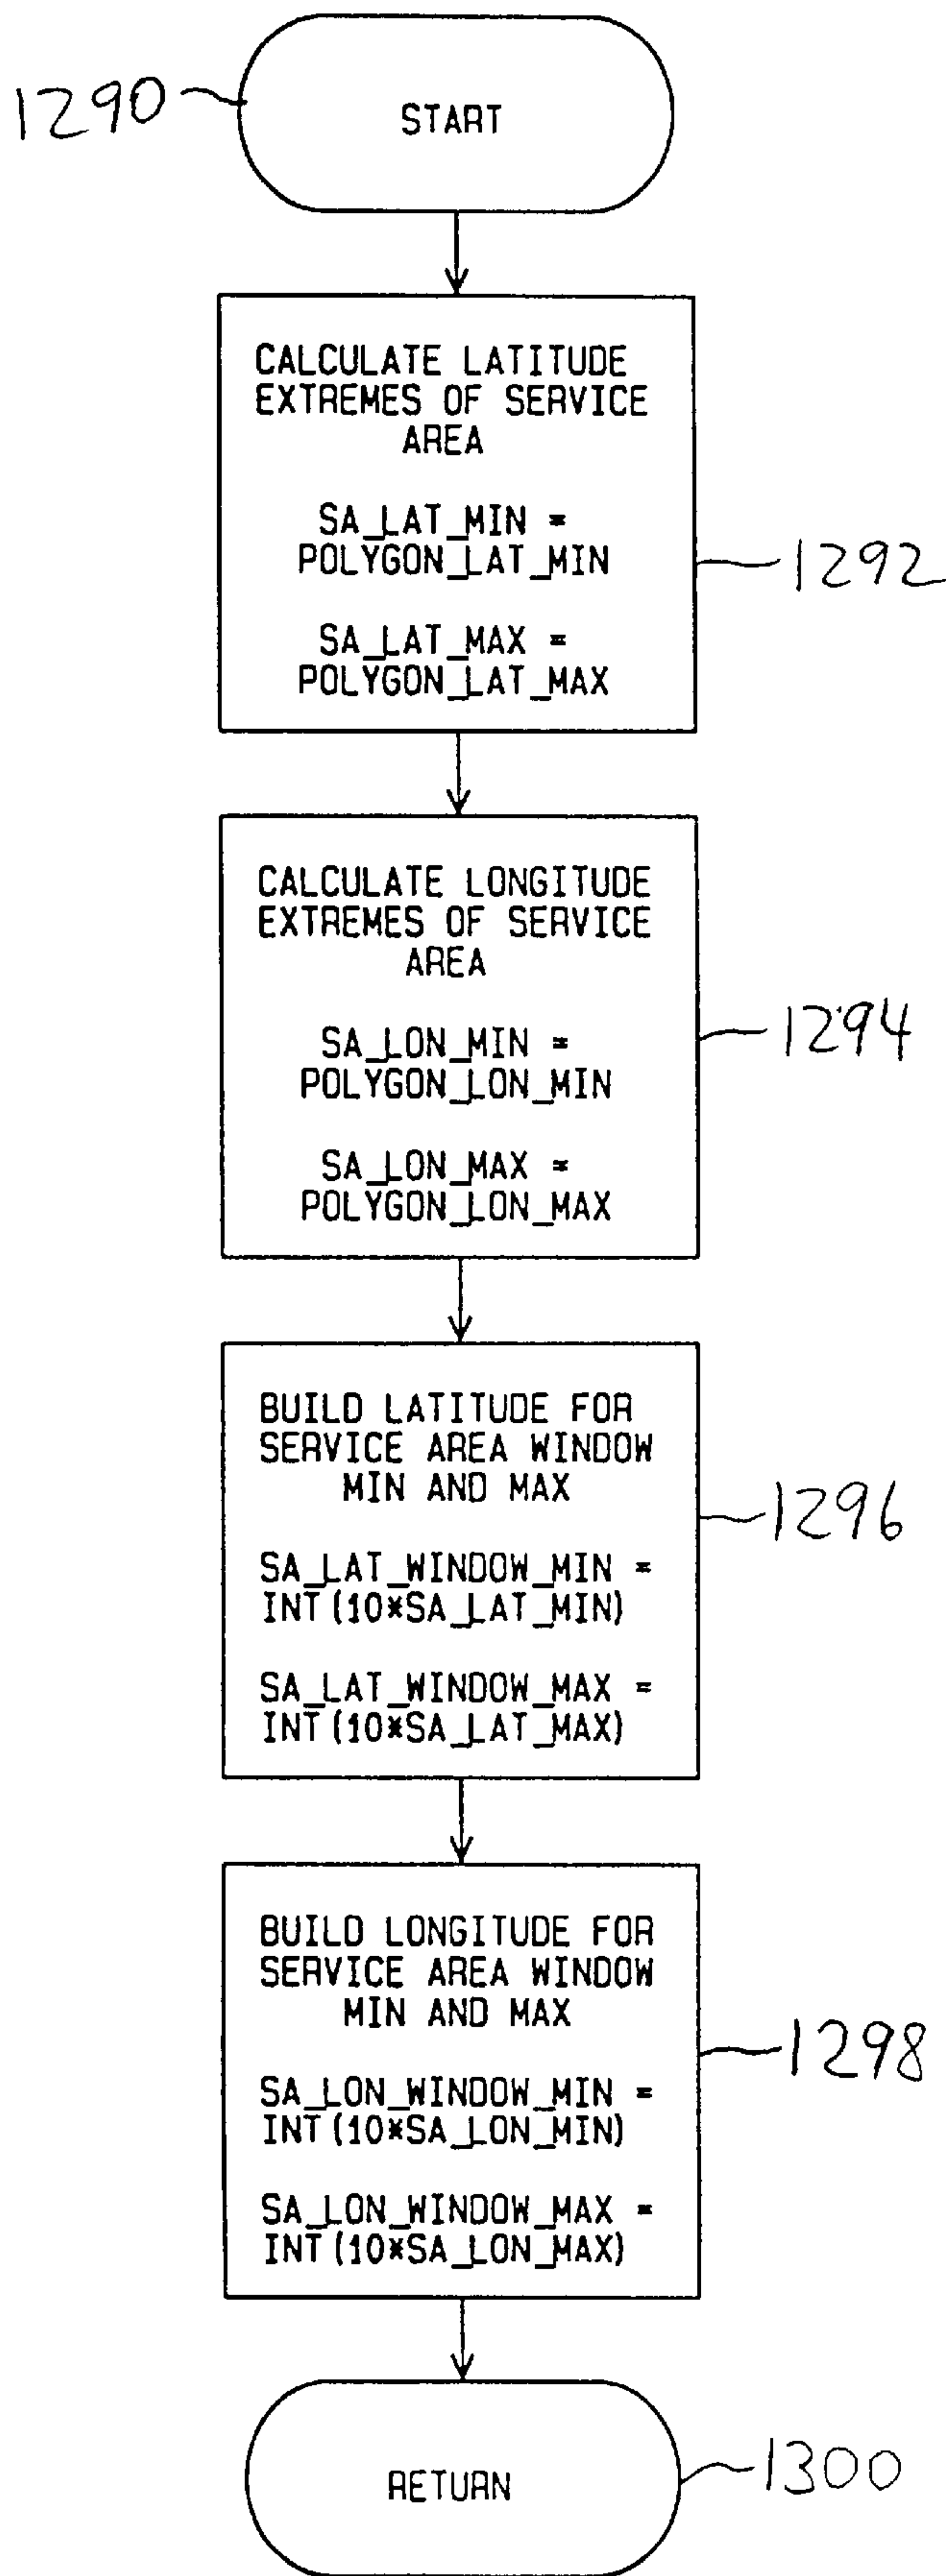 1290
START
CALCULATE LATITUDE
EXTREMES OF SERVICE
AREA
SA_LAT_MIN =
POLYGON_LAT_MIN
1292
SA_LAT_MAX =
POLYGON_LAT_MAX
CALCULATE LONGITUDE
EXTREMES OF SERVICE
AREA
1294
SA_LON_MIN =
POLYGON_LON_MIN
SA_LON_MAX =
POLYGON_LON_MAX
BUILD LATITUDE FOR
SERVICE AREA WINDOW
MIN AND MAX
1296
SA_LAT_WINDOW_MIN =
INT(10*SA_LAT_MIN)
SA_LAT_WINDOW_MAX =
INT(10*SA_LAT_MAX)
BUILD LONGITUDE FOR
SERVICE AREA WINDOW
MIN AND MAX
1298
SA_LON_WINDOW_MIN =
INT(10*SA_LON_MIN)
SA_LON_WINDOW_MAX =
INT(10*SA_LON_MAX)
RETURN
1300